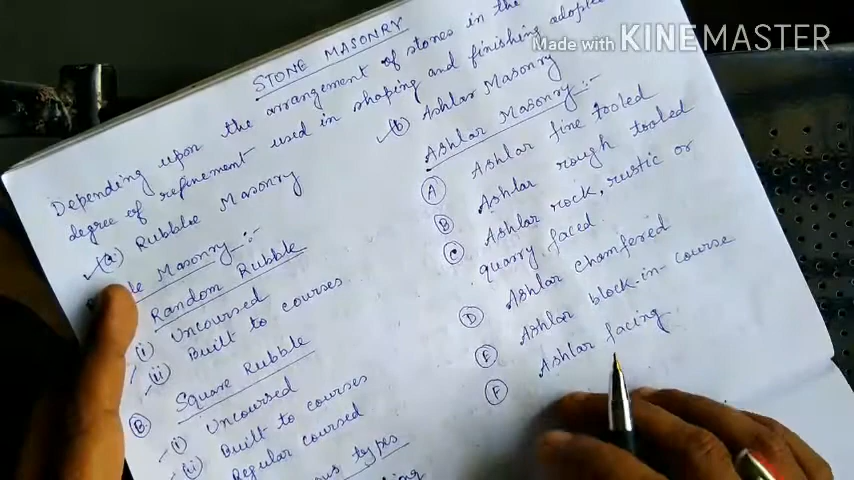 Made with KINEMASTER
STONE MASONRY
Depending upon the arrangement of stones in the
degree of refinement used in shaping and finishing adopted
(a) Rubble Masonry
(b) Ashlar Masonry
Masonry :-
Random Rubble
(i) Uncoursed
(ii) Built to courses
B. Square Rubble
(i) Uncoursed
(ii) Built to courses
Regular coursed
types
Ashlar Masonry :-
A Ashlar fine tooled
B Ashlar rough tooled
C Ashlar rock, rustic or
quarry faced.
D Ashlar chamfered
E Ashlar block-in-course
F Ashlar facing